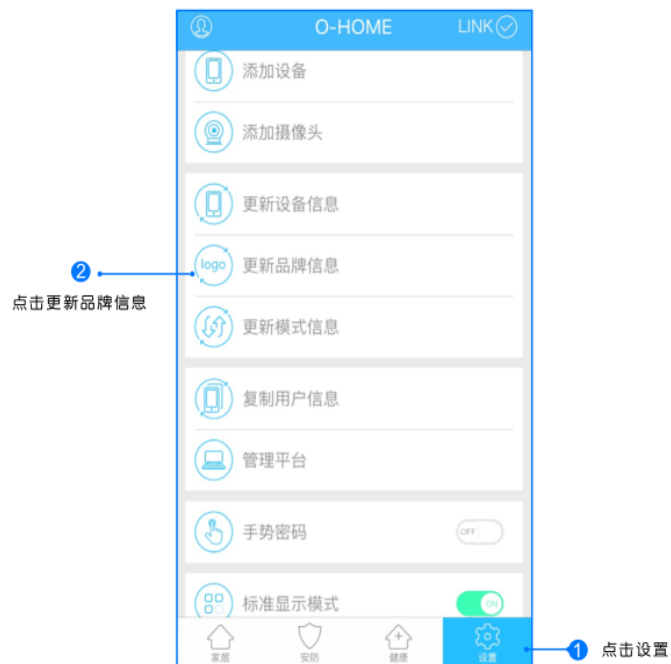 O-HOME LINK
添加设备
添加摄像头
更新设备信息
logo 更新品牌信息
2
点击更新品牌信息
更新模式信息
复制用户信息
管理平台
手势密码 OFF
标准显示模式 ON
家居 安防 健康 设置
1 点击设置